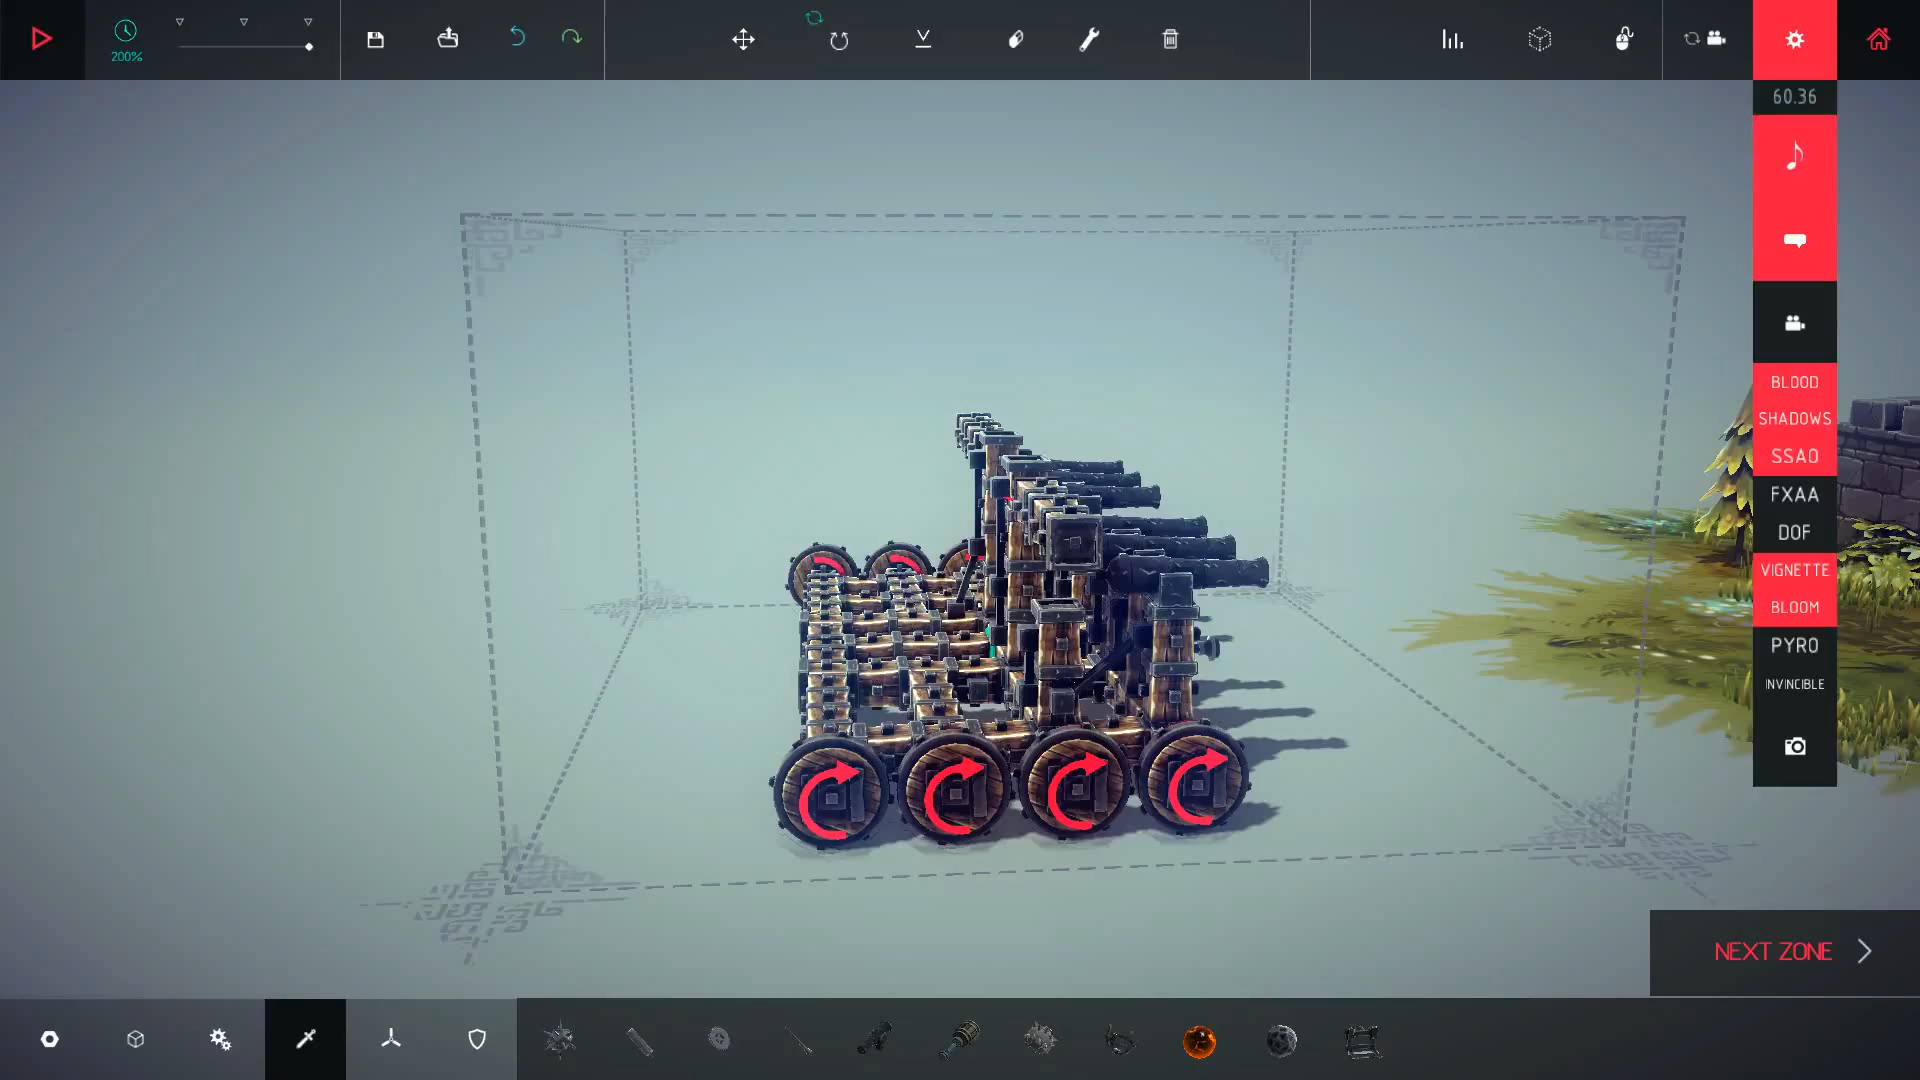 200%
60.36
BLOOD
SHADOWS
SSAO
FXAA
DOF
VIGNETTE
BLOOM
PYRO
INVINCIBLE
NEXT ZONE